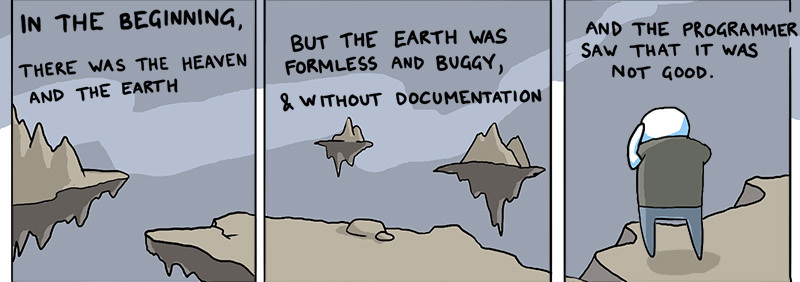 IN THE BEGINNING,
THERE WAS THE HEAVEN
AND THE EARTH
BUT THE EARTH WAS
FORMLESS AND BUGGY,
& WITHOUT DOCUMENTATION
AND THE PROGRAMMER
SAW THAT IT WAS
NOT GOOD.